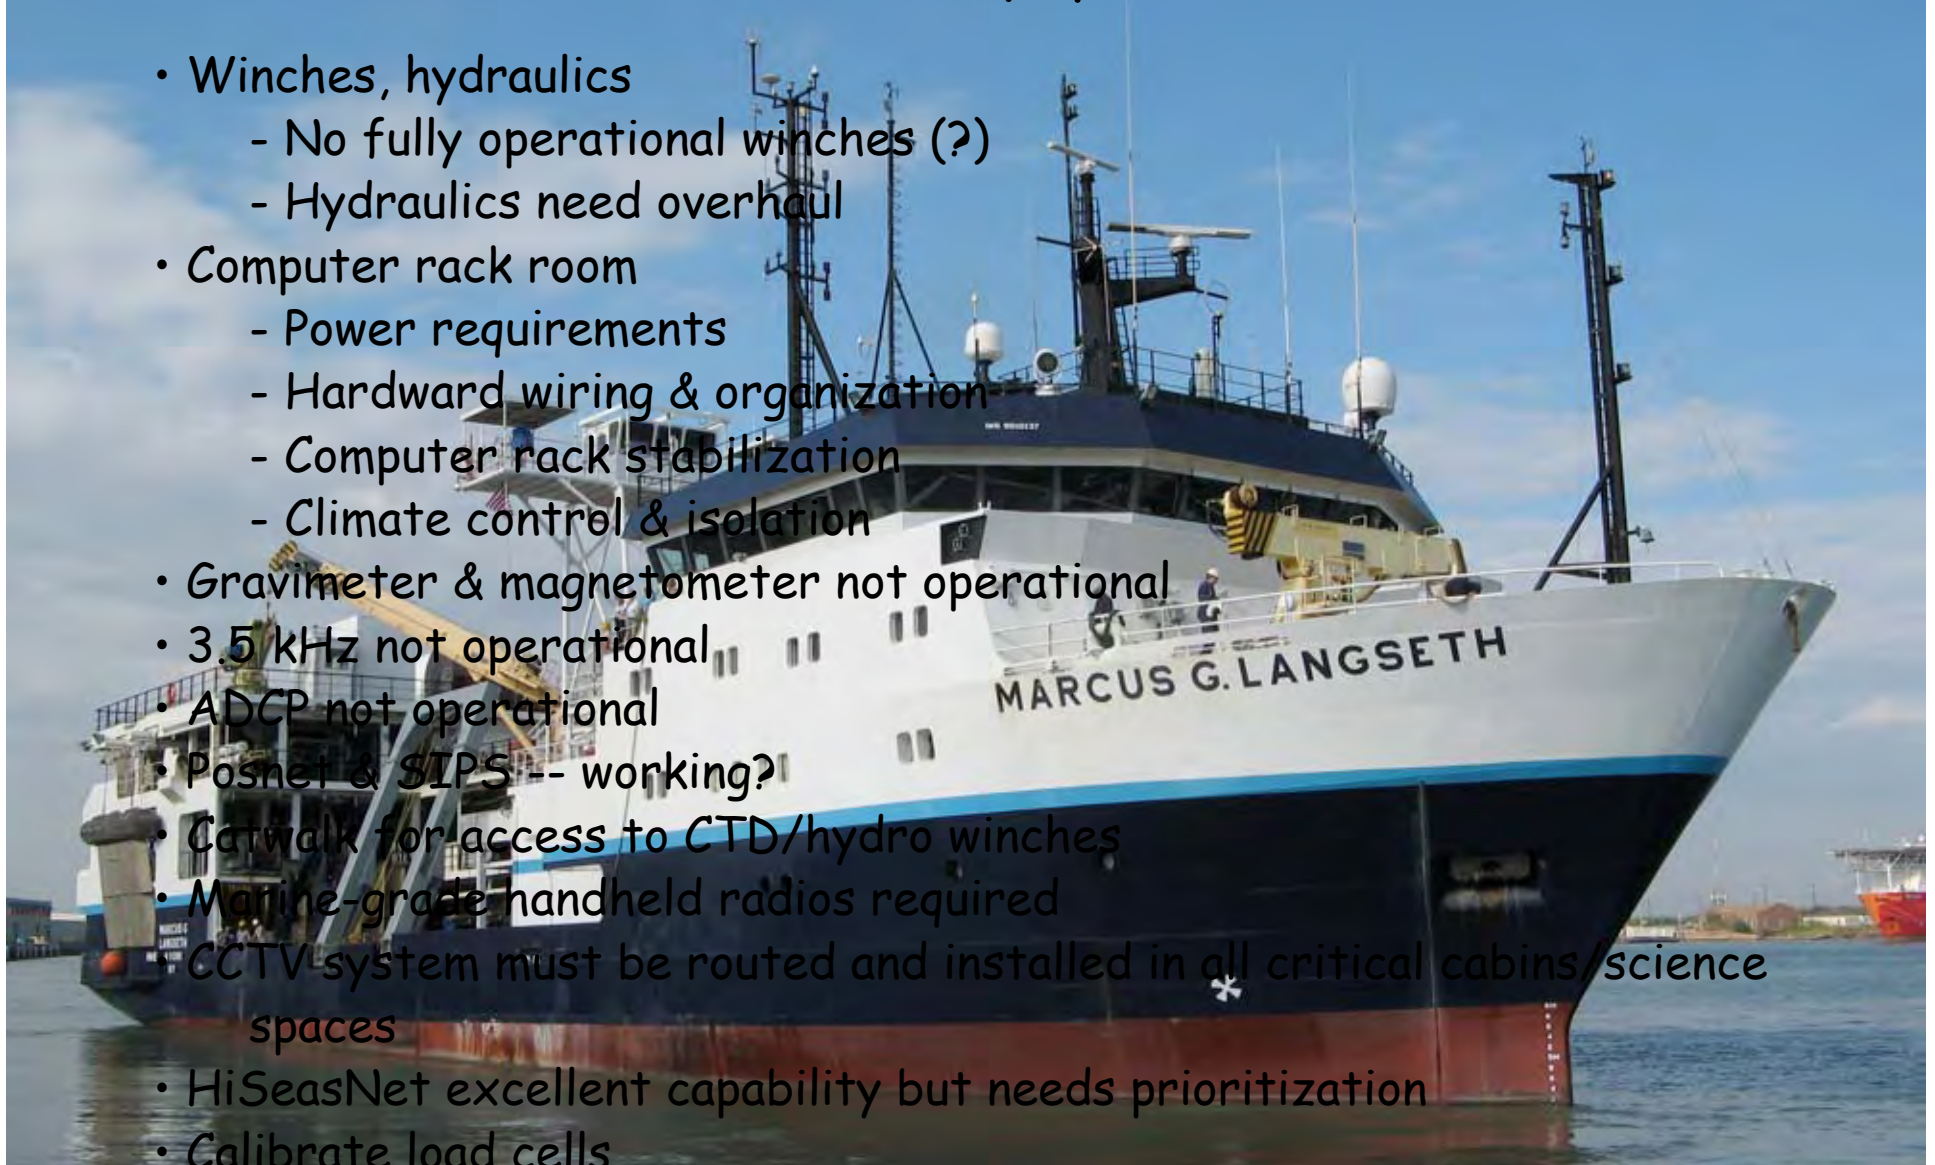 • Winches, hydraulics
- No fully operational winches (?)
- Hydraulics need overhaul
• Computer rack room
- Power requirements
- Hardward wiring & organization
- Computer rack stabilization
- Climate control & isolation
• Gravimeter & magnetometer not operational
• 3.5 kHz not operational
• ADCP not operational
• Posnet & SIPS -- working?
• Catwalk for access to CTD/hydro winches
• Marine-grade handheld radios required
• CCTV system must be routed and installed in all critical cabins/science
spaces
• HiSeasNet excellent capability but needs prioritization
• Calibrate load cells
MARCUS G. LANGSETH
MARCUS G
LANGSETH